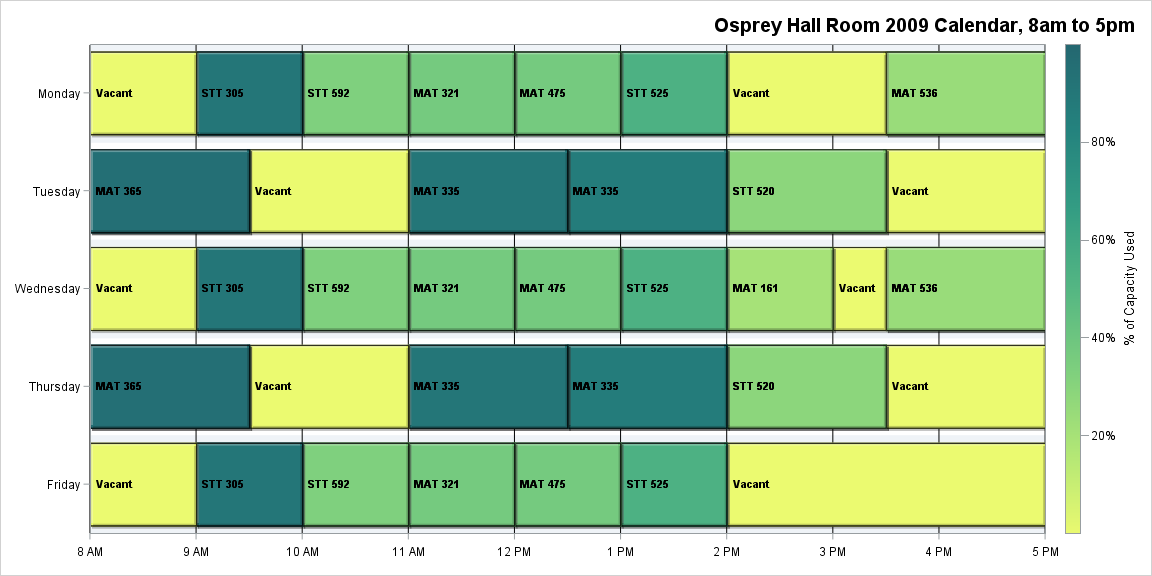 Osprey Hall Room 2009 Calendar, 8am to 5pm
Monday Vacant STT 305 STT 592 MAT 321 MAT 475 STT 525 Vacant MAT 536
Tuesday MAT 365 Vacant MAT 335 MAT 335 STT 520 Vacant
Wednesday Vacant STT 305 STT 592 MAT 321 MAT 475 STT 525 MAT 161 Vacant MAT 536
Thursday MAT 365 Vacant MAT 335 MAT 335 STT 520 Vacant
Friday Vacant STT 305 STT 592 MAT 321 MAT 475 STT 525 Vacant
8 AM 9 AM 10 AM 11 AM 12 PM 1 PM 2 PM 3 PM 4 PM 5 PM
80%
60%
40%
20%
% of Capacity Used